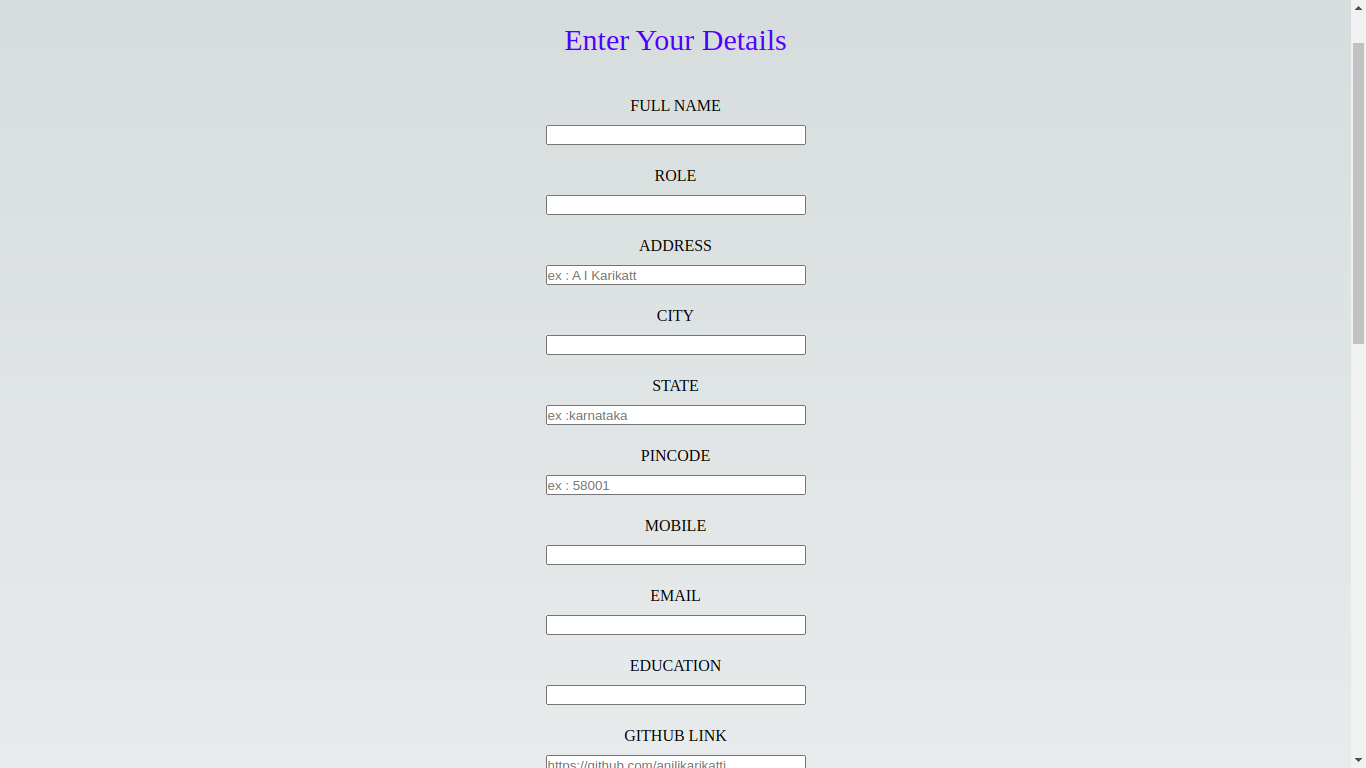 Enter Your Details
FULL NAME
ROLE
ADDRESS
ex : A I Karikatt
CITY
STATE
ex :karnataka
PINCODE
ex : 58001
MOBILE
EMAIL
EDUCATION
GITHUB LINK
https://github.com/anilikarikatti